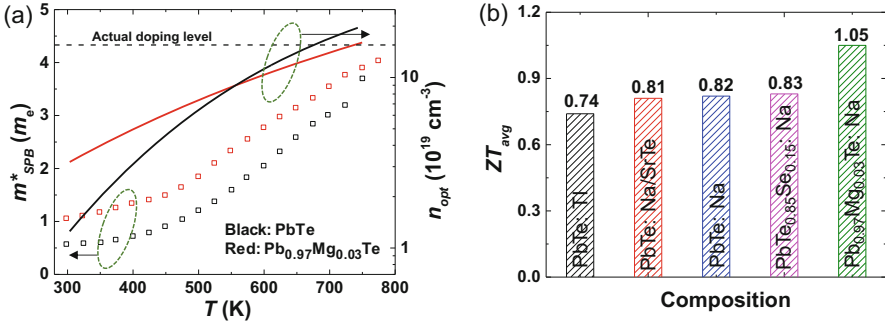 (a)
5
4
3
2
1
0
m*SPB (me)
Actual doping level
10
1
nopt (10^19 cm^-3)
Black: PbTe
Red: Pb0.97Mg0.03Te
300 400 500 600 700 800
T (K)
(b)
1.2
0.9
0.6
0.3
0.0
ZTavg
0.74
0.81
0.82
0.83
1.05
PbTe: Tl
PbTe: Na/SrTe
PbTe: Na
PbTe0.85Se0.15: Na
Pb0.97Mg0.03Te: Na
Composition